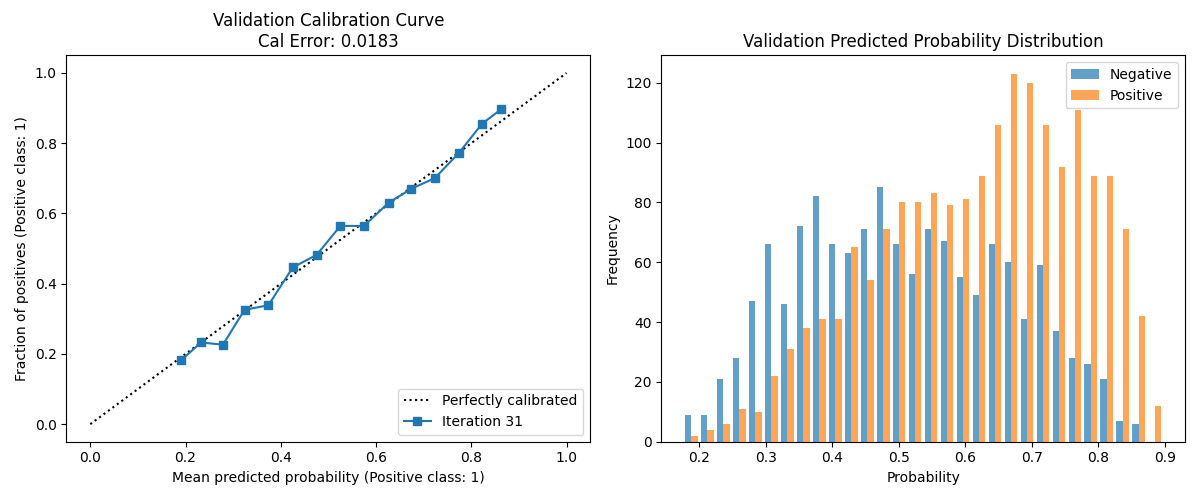 Validation Calibration Curve
Cal Error: 0.0183
Fraction of positives (Positive class: 1)
1.0
0.8
0.6
0.4
0.2
0.0
Perfectly calibrated
Iteration 31
0.0 0.2 0.4 0.6 0.8 1.0
Mean predicted probability (Positive class: 1)
Validation Predicted Probability Distribution
Frequency
120
100
80
60
40
20
0
Negative
Positive
0.2 0.3 0.4 0.5 0.6 0.7 0.8 0.9
Probability